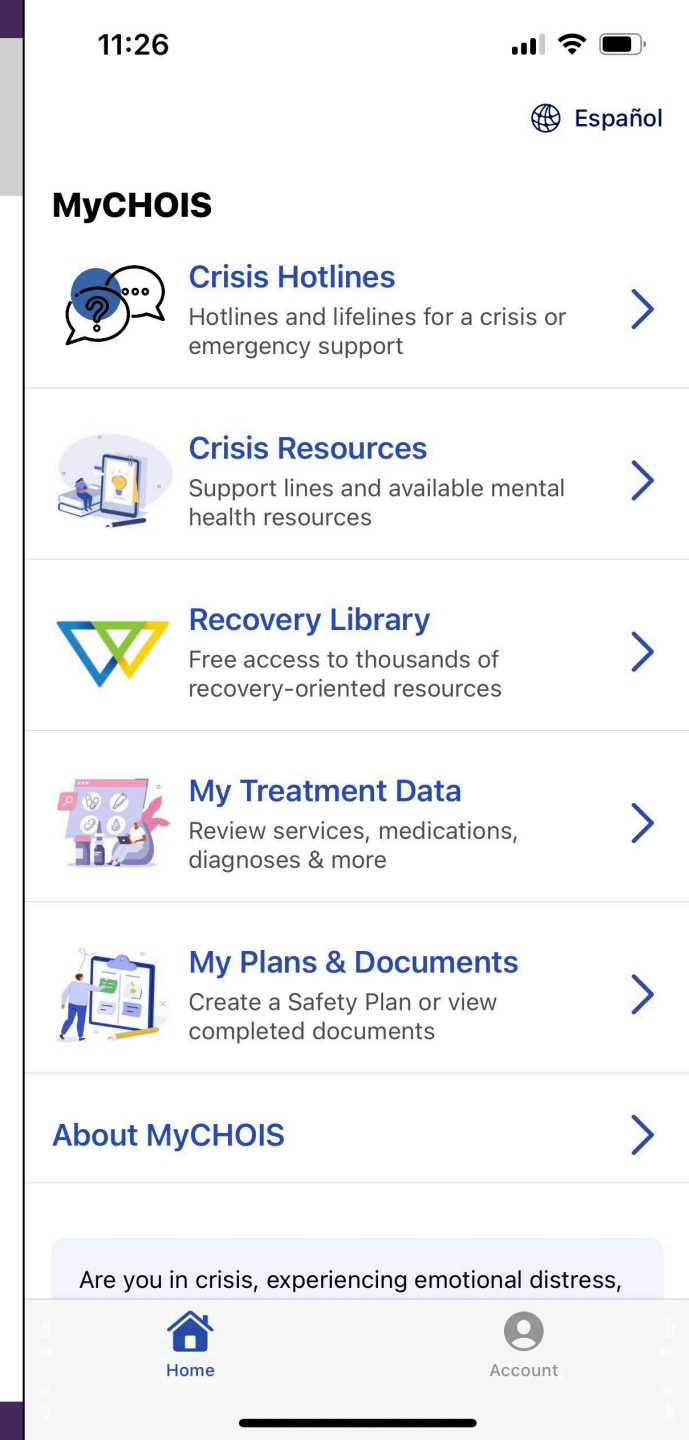 11:26
Español
MyCHOIS
Crisis Hotlines
Hotlines and lifelines for a crisis or
emergency support
Crisis Resources
Support lines and available mental
health resources
Recovery Library
Free access to thousands of
recovery-oriented resources
My Treatment Data
Review services, medications,
diagnoses & more
My Plans & Documents
Create a Safety Plan or view
completed documents
About MyCHOIS
Are you in crisis, experiencing emotional distress,
Home
Account